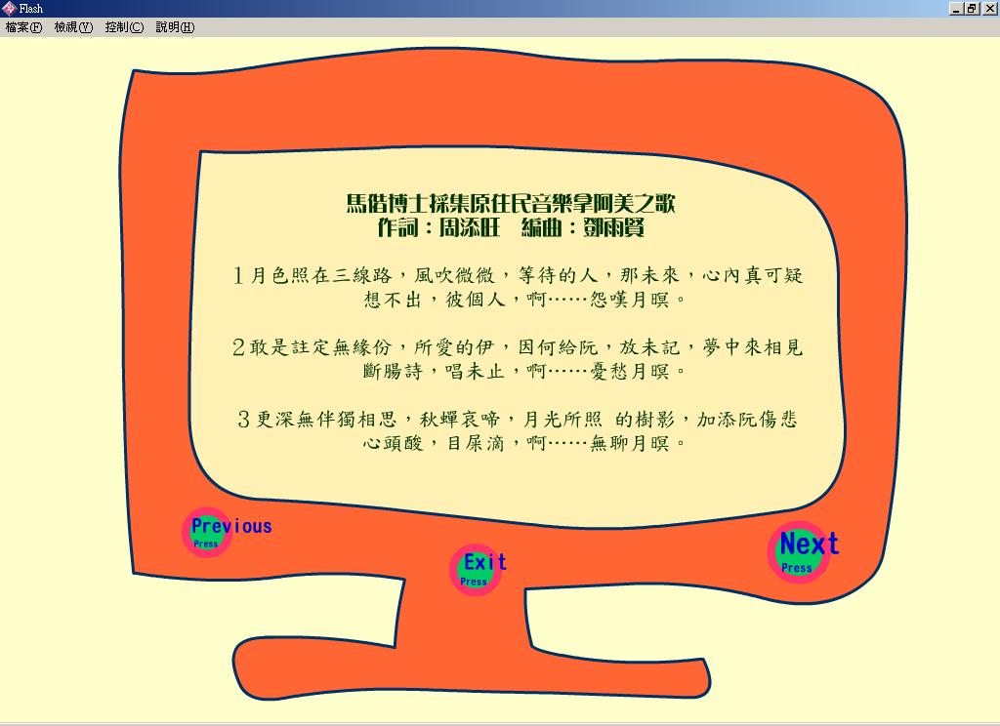 Flash
檔案(F) 檢視(V) 控制(C) 說明(H)
馬偕博士採集原住民音樂拿阿美之歌
作詞：周添旺 編曲：鄧雨賢
1月色照在三線路，風吹微微，等待的人，那未來，心內真可疑
想不出，彼個人，啊……怨嘆月暝。
2敢是註定無緣份，所愛的伊，因何給阮，放未記，夢中來相見
斷腸詩，唱未止，啊……憂愁月暝。
3更深無伴獨相思，秋蟬哀啼，月光所照 的樹影，加添阮傷悲
心頭酸，目屎滴，啊……無聊月暝。
Previous
Press
Exit
Press
Next
Press